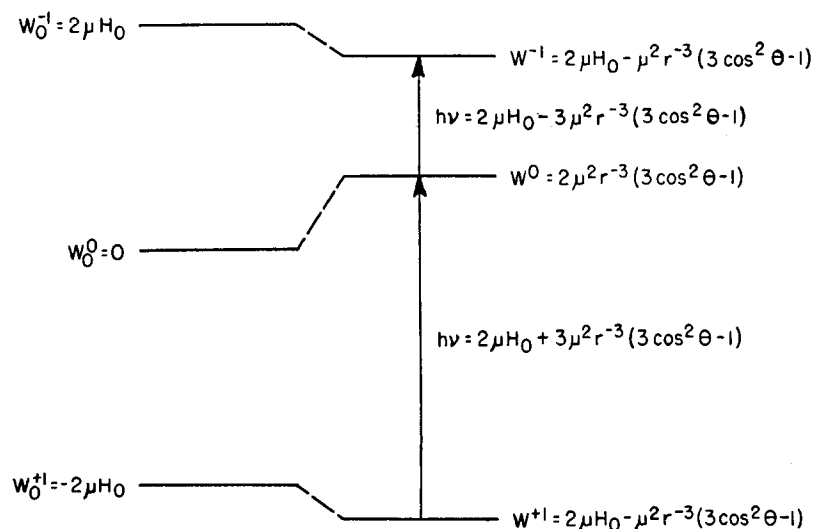 W₀⁻¹ = 2μH₀
W⁻¹ = 2μH₀ - μ²r⁻³(3cos²θ-1)
hν = 2μH₀ - 3μ²r⁻³(3cos²θ-1)
W⁰ = 2μ²r⁻³(3cos²θ-1)
W₀⁰ = 0
hν = 2μH₀ + 3μ²r⁻³(3cos²θ-1)
W₀⁺¹ = -2μH₀
W⁺¹ = 2μH₀ - μ²r⁻³(3cos²θ-1)